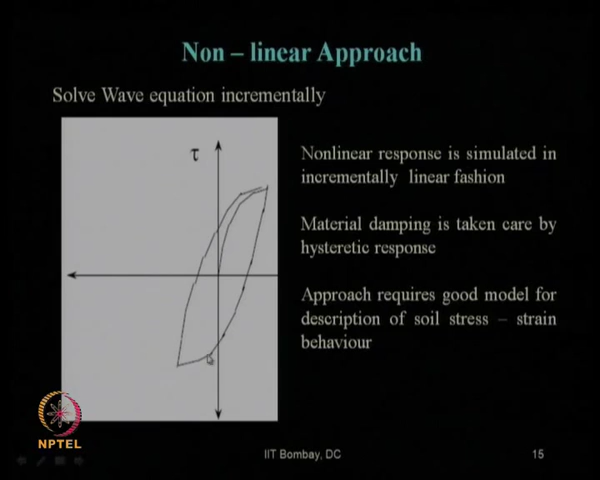 Non – linear Approach
Solve Wave equation incrementally
τ
Nonlinear response is simulated in
incrementally linear fashion
Material damping is taken care by
hysteretic response
Approach requires good model for
description of soil stress – strain
behaviour
NPTEL
IIT Bombay, DC
15